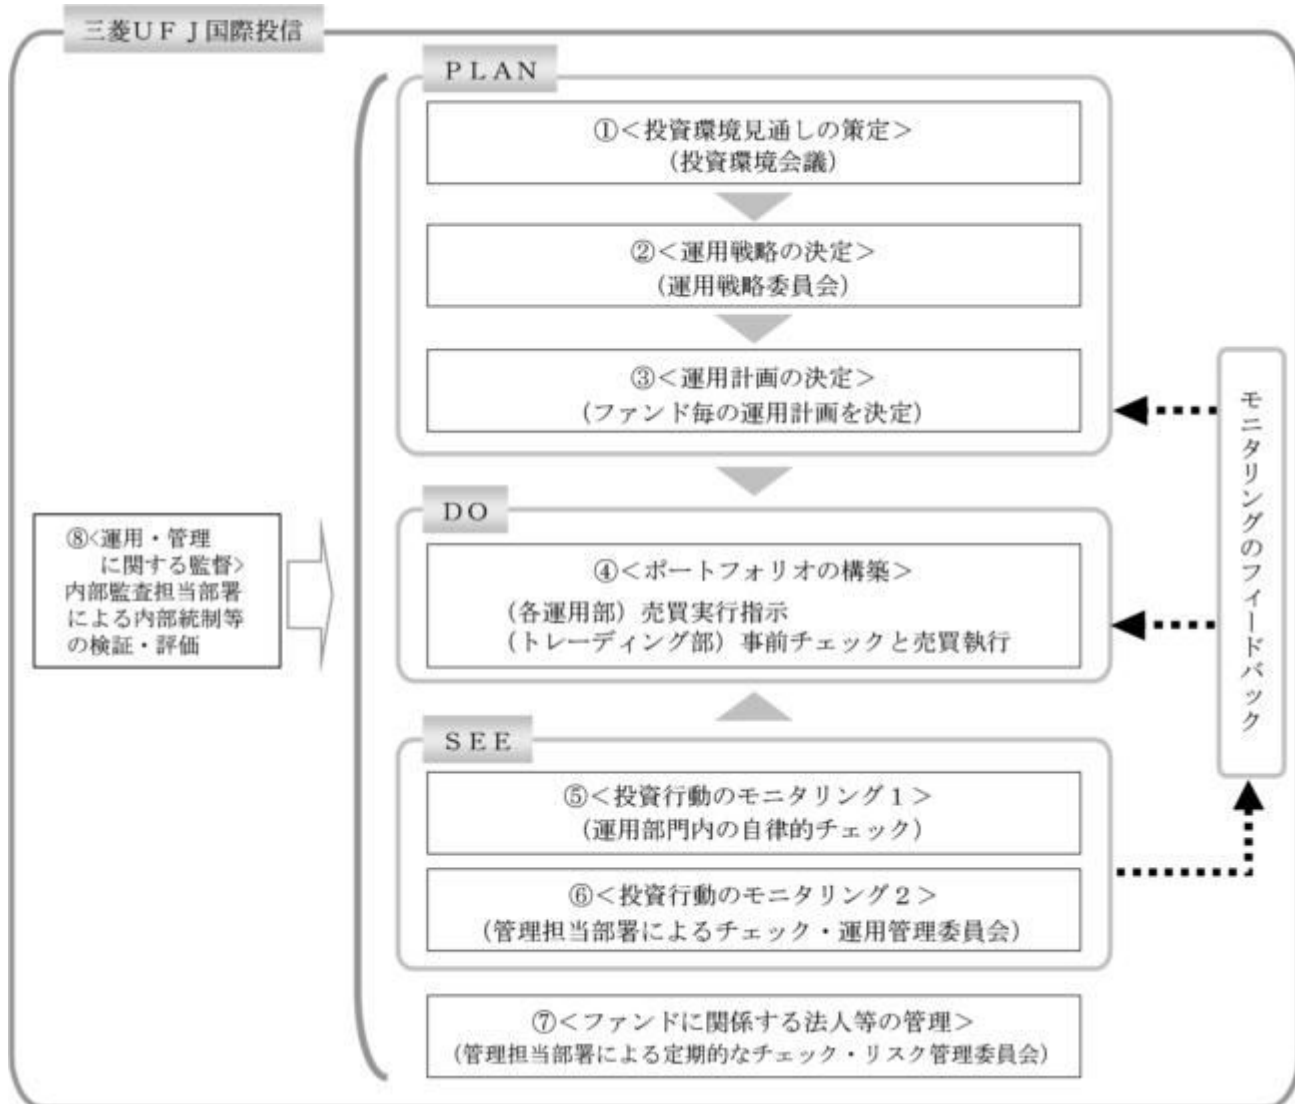 三菱ＵＦＪ国際投信
ＰＬＡＮ
①＜投資環境見通しの策定＞
（投資環境会議）
②＜運用戦略の決定＞
（運用戦略委員会）
③＜運用計画の決定＞
（ファンド毎の運用計画を決定）
ＤＯ
④＜ポートフォリオの構築＞
（各運用部）売買実行指示
（トレーディング部）事前チェックと売買執行
ＳＥＥ
⑤＜投資行動のモニタリング１＞
（運用部門内の自律的チェック）
⑥＜投資行動のモニタリング２＞
（管理担当部署によるチェック・運用管理委員会）
⑦＜ファンドに関係する法人等の管理＞
（管理担当部署による定期的なチェック・リスク管理委員会）
⑧<運用・管理
に関する監督>
内部監査担当部署
による内部統制等
の検証・評価
モニタリングのフィードバック